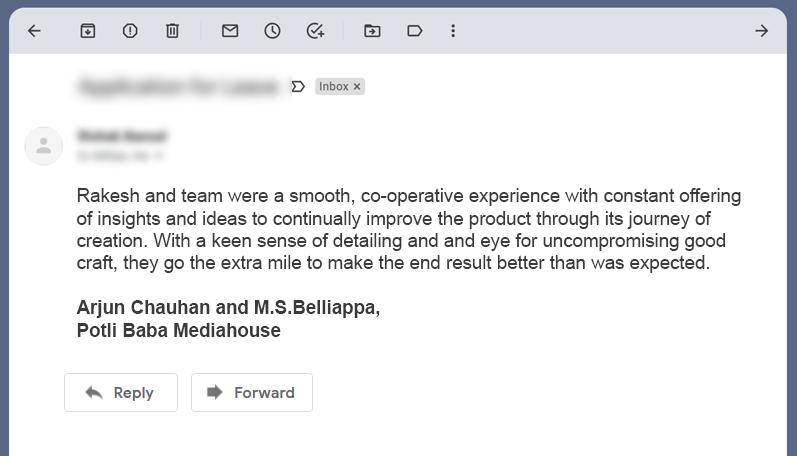 Inbox ×
Rakesh and team were a smooth, co-operative experience with constant offering
of insights and ideas to continually improve the product through its journey of
creation. With a keen sense of detailing and and eye for uncompromising good
craft, they go the extra mile to make the end result better than was expected.
Arjun Chauhan and M.S.Belliappa,
Potli Baba Mediahouse
Reply
Forward